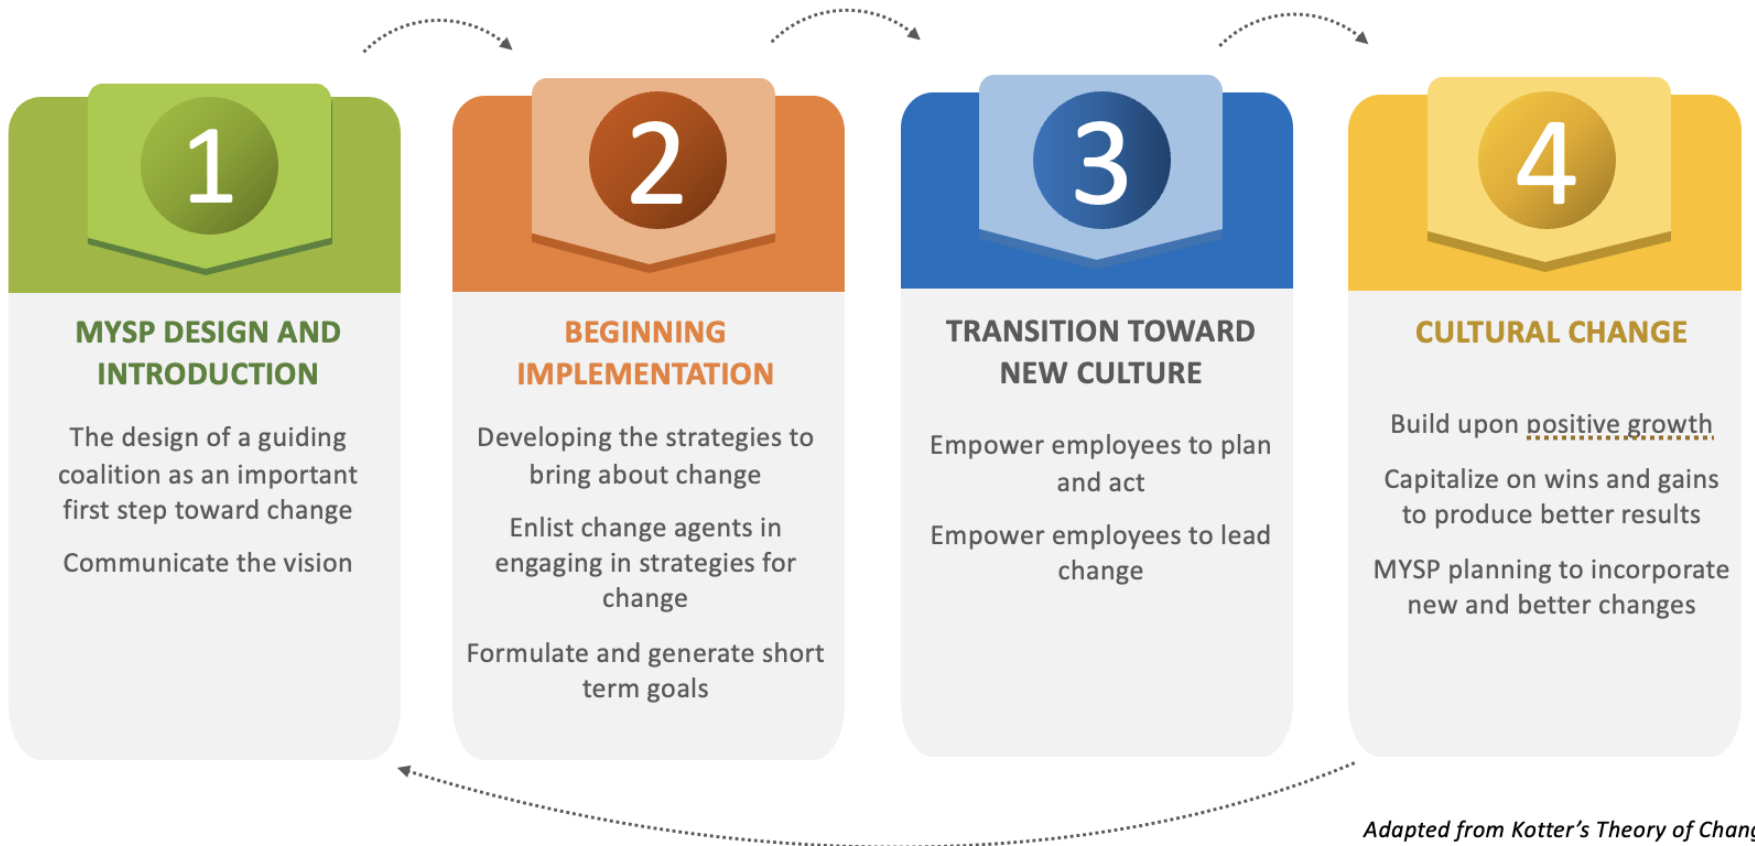 1
MYSP DESIGN AND
INTRODUCTION
The design of a guiding
coalition as an important
first step toward change
Communicate the vision
2
BEGINNING
IMPLEMENTATION
Developing the strategies to
bring about change
Enlist change agents in
engaging in strategies for
change
Formulate and generate short
term goals
3
TRANSITION TOWARD
NEW CULTURE
Empower employees to plan
and act
Empower employees to lead
change
4
CULTURAL CHANGE
Build upon positive growth
Capitalize on wins and gains
to produce better results
MYSP planning to incorporate
new and better changes
Adapted from Kotter’s Theory of Chang